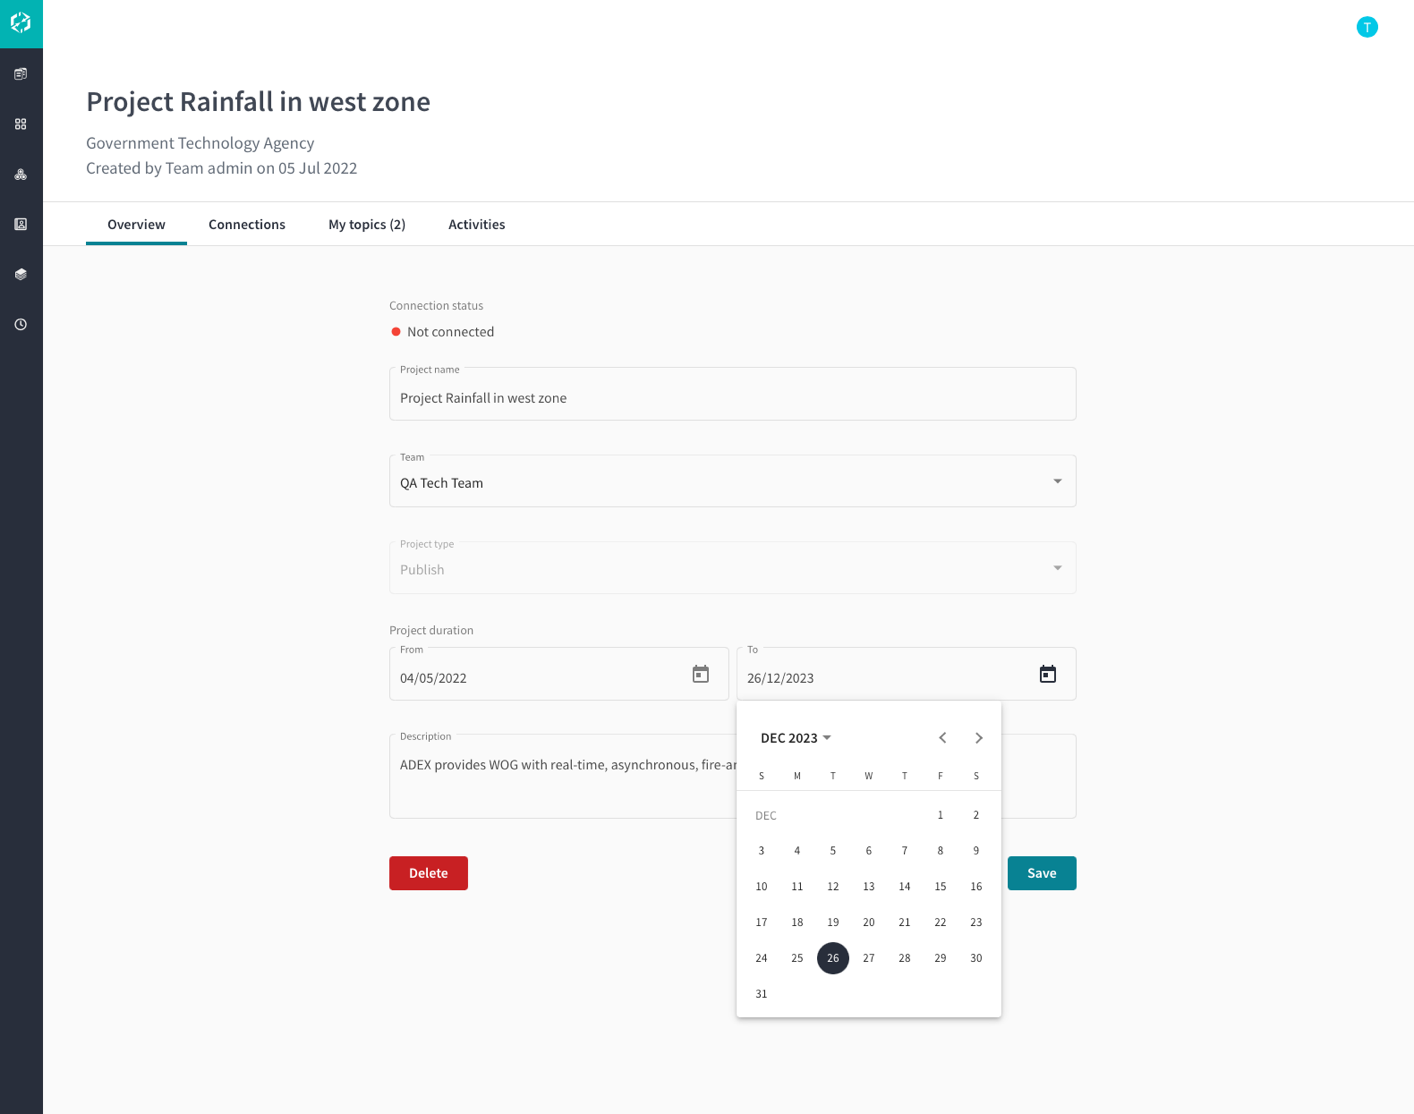 T
Project Rainfall in west zone
Government Technology Agency
Created by Team admin on 05 Jul 2022
Overview Connections My topics (2) Activities
Connection status
Not connected
Project name
Project Rainfall in west zone
Team
QA Tech Team
Project type
Publish
Project duration
From
04/05/2022
To
26/12/2023
Description
ADEX provides WOG with real-time, asynchronous,
DEC 2023
S M T W T F S
DEC 1 2
3 4 5 6 7 8 9
10 11 12 13 14 15 16
17 18 19 20 21 22 23
24 25 26 27 28 29 30
31
Delete
Save